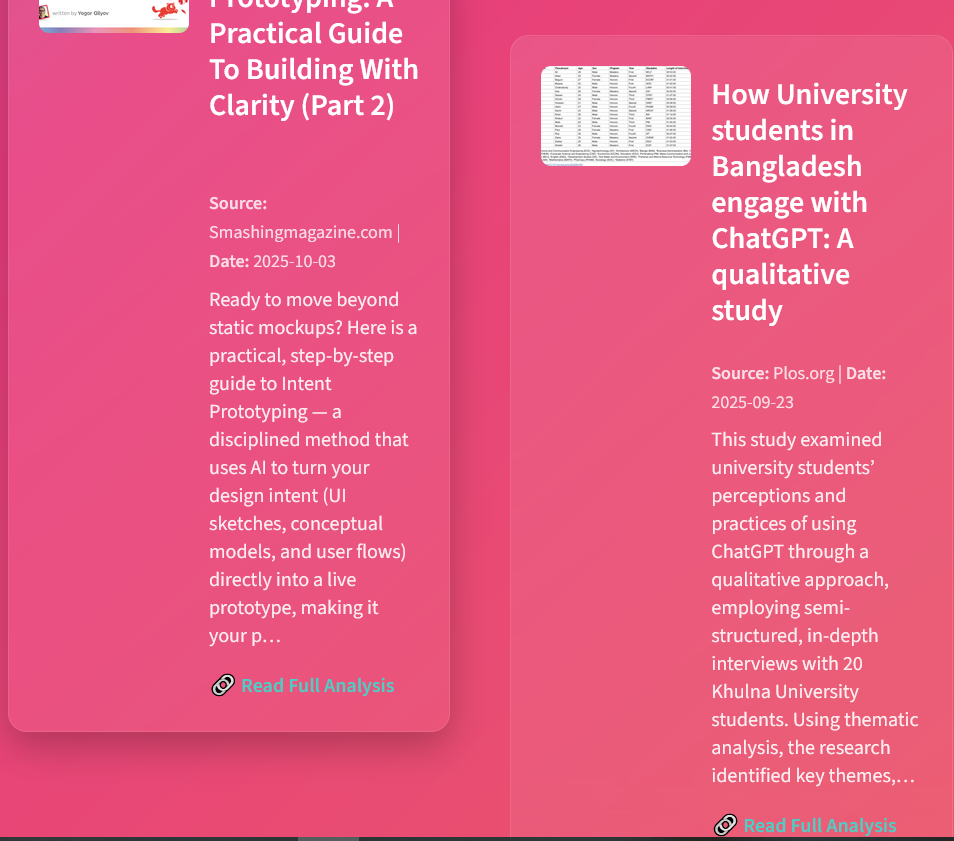 written by Yegor Gilyov
Prototyping: A
Practical Guide
To Building With
Clarity (Part 2)
Source:
Smashingmagazine.com |
Date: 2025-10-03
Ready to move beyond
static mockups? Here is a
practical, step-by-step
guide to Intent
Prototyping — a
disciplined method that
uses AI to turn your
design intent (UI
sketches, conceptual
models, and user flows)
directly into a live
prototype, making it
your p…
Read Full Analysis
How University
students in
Bangladesh
engage with
ChatGPT: A
qualitative
study
Source: Plos.org | Date:
2025-09-23
This study examined
university students’
perceptions and
practices of using
ChatGPT through a
qualitative approach,
employing semi-
structured, in-depth
interviews with 20
Khulna University
students. Using thematic
analysis, the research
identified key themes,…
Read Full Analysis